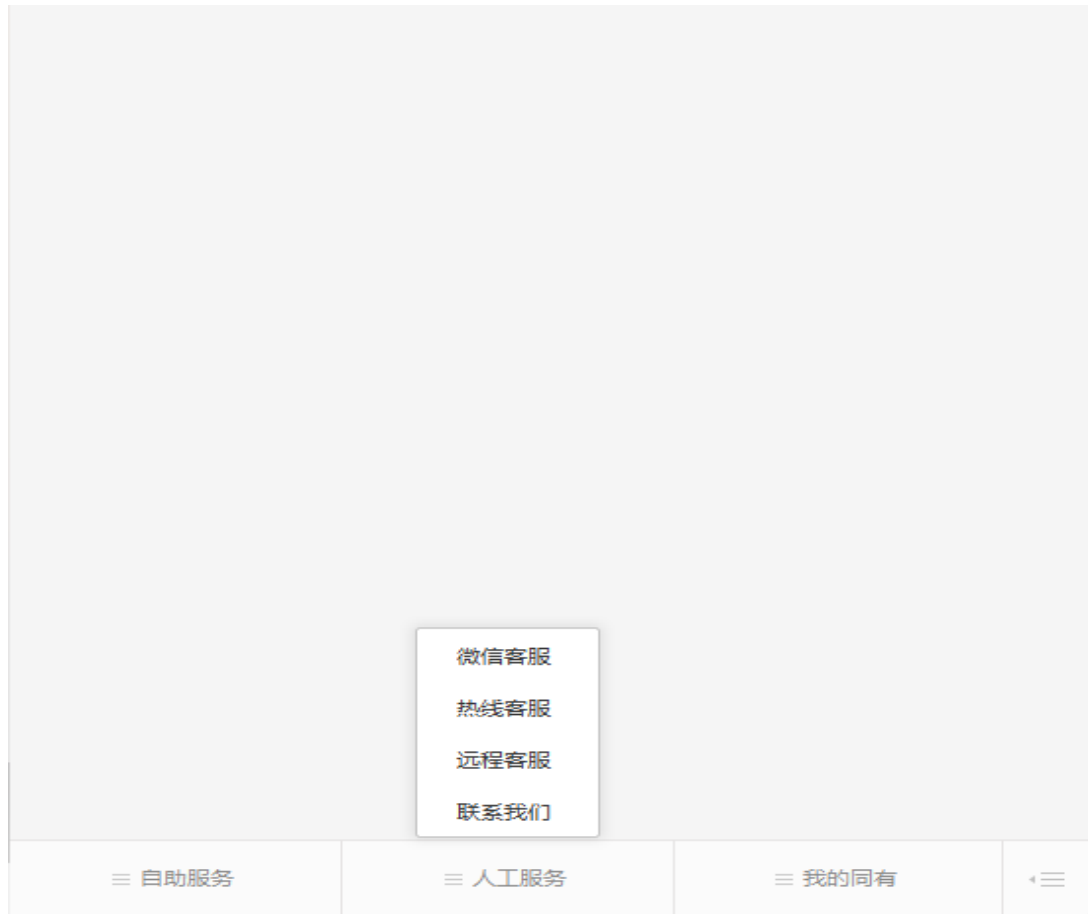 微信客服
热线客服
远程客服
联系我们
自助服务 人工服务 我的同有